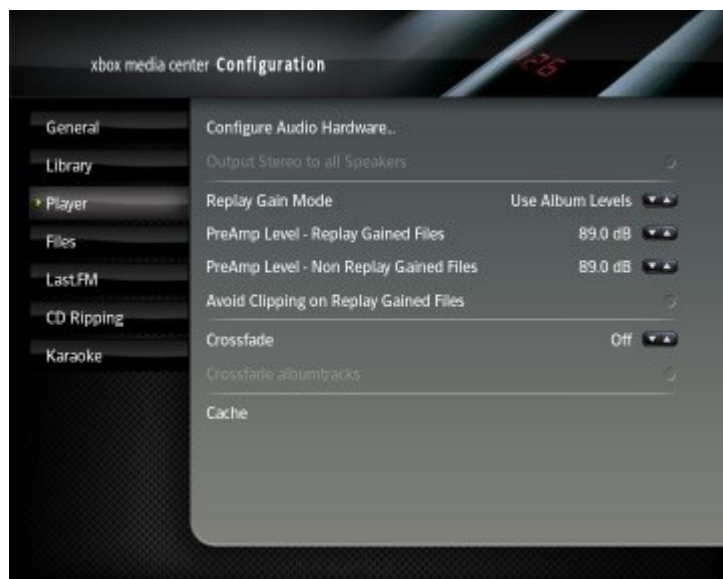 xbox media center Configuration
General
Library
Player
Files
Last.FM
CD Ripping
Karaoke
Configure Audio Hardware...
Output Stereo to all Speakers
Replay Gain Mode Use Album Levels
PreAmp Level - Replay Gained Files 89.0 dB
PreAmp Level - Non Replay Gained Files 89.0 dB
Avoid Clipping on Replay Gained Files
Crossfade Off
Crossfade albumtracks
Cache